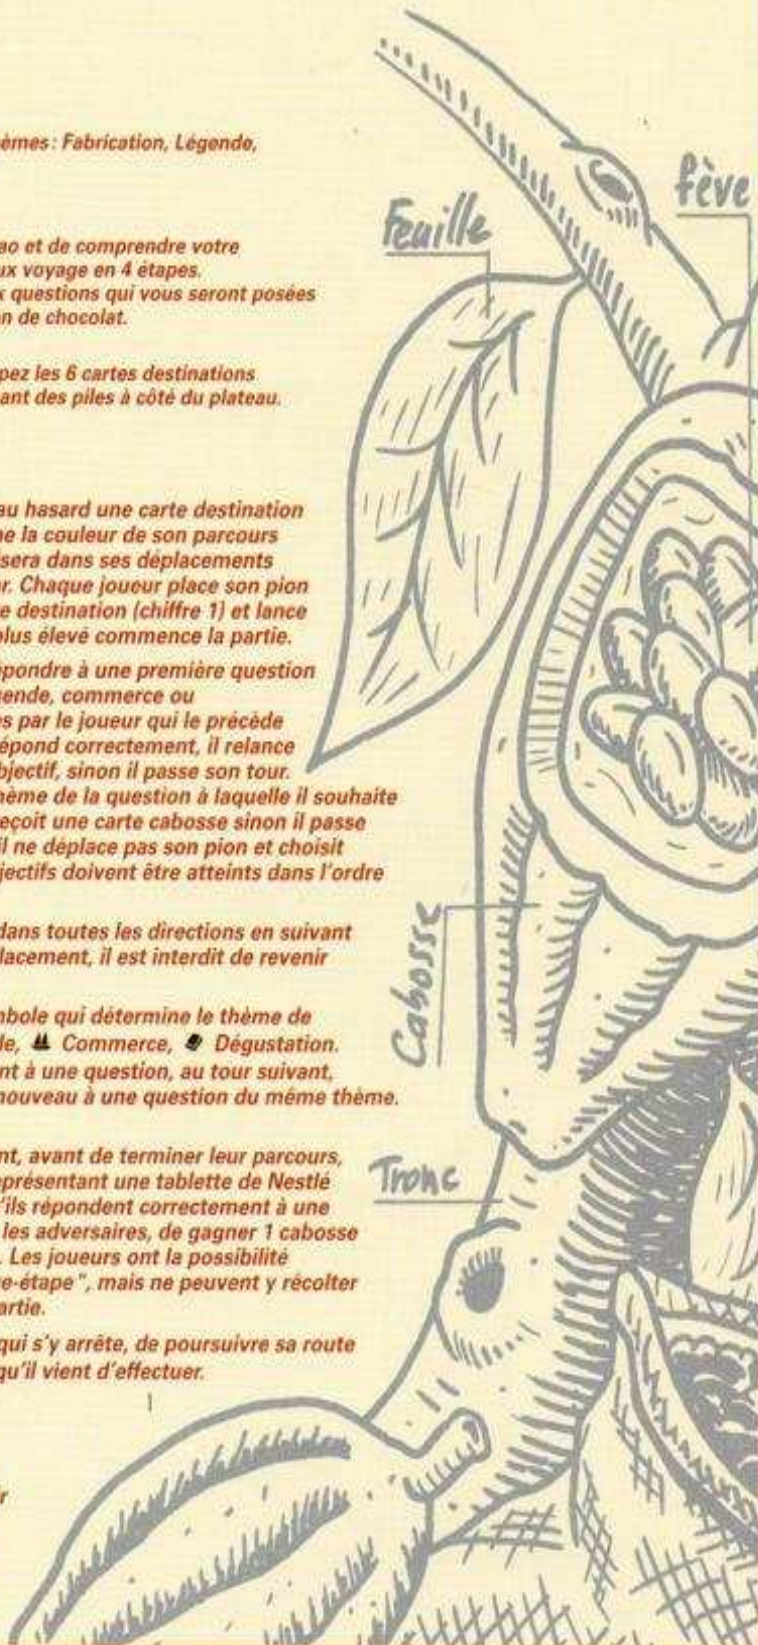 èmes : Fabrication, Légende,
ao et de comprendre votre
ux voyage en 4 étapes.
x questions qui vous seront posées
n de chocolat.
pez les 6 cartes destinations
ant des piles à côté du plateau.
au hasard une carte destination
ne la couleur de son parcours
isera dans ses déplacements
ur. Chaque joueur place son pion
e destination (chiffre 1) et lance
plus élevé commence la partie.
épondre à une première question
gende, commerce ou
es par le joueur qui le précède
répond correctement, il relance
bjectif, sinon il passe son tour.
hème de la question à laquelle il souhaite
eçoit une carte cabosse sinon il passe
il ne déplace pas son pion et choisit
jectifs doivent être atteints dans l'ordre
dans toutes les directions en suivant
lacement, il est interdit de revenir
mbole qui détermine le thème de
le, Commerce, Dégustation.
nt à une question, au tour suivant,
nouveau à une question du même thème.
nt, avant de terminer leur parcours,
eprésentant une tablette de Nestlé
'ils répondent correctement à une
les adversaires, de gagner 1 cabosse
. Les joueurs ont la possibilité
e-étape", mais ne peuvent y récolter
artie.
qui s'y arrête, de poursuivre sa route
qu'il vient d'effectuer.
r
Feuille
fève
Cabosse
Tronc